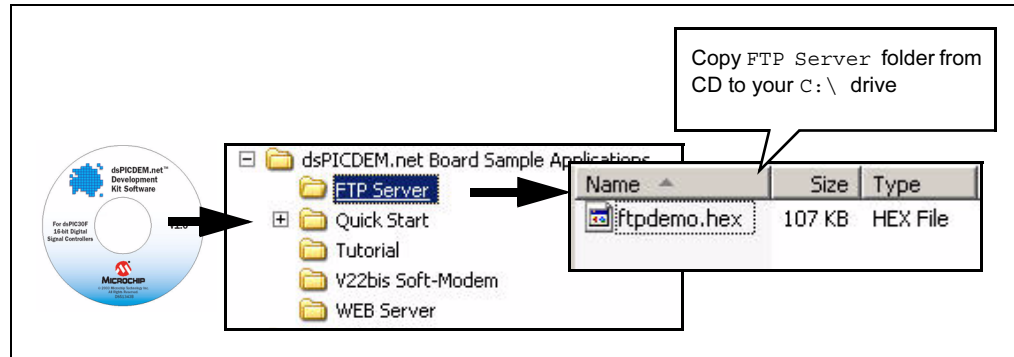 Copy FTP Server folder from
CD to your C:\ drive
dsPICDEM.net™
Development
Kit Software
For dsPIC30F
16-bit Digital
Signal Controllers
MICROCHIP
dsPICDEM.net Board Sample Applications
FTP Server
Quick Start
Tutorial
V22bis Soft-Modem
WEB Server
Name Size Type
ftpdemo.hex 107 KB HEX File